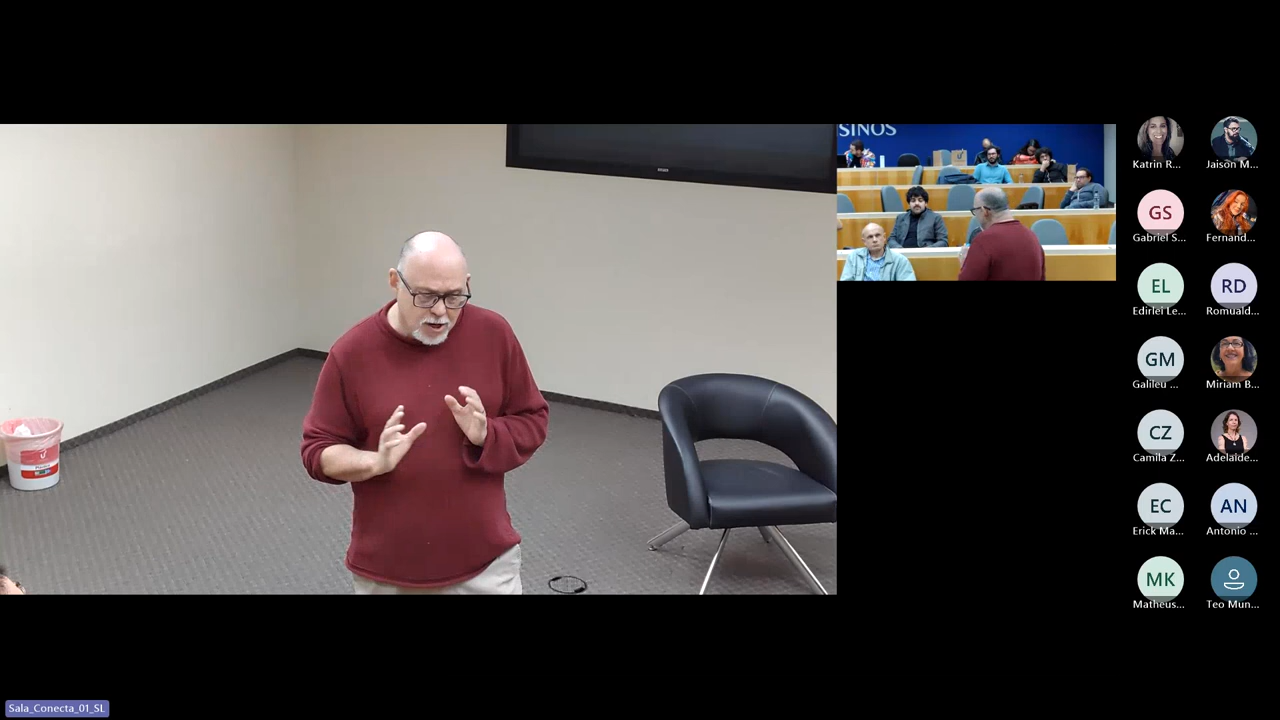 SINOS
Katrin R...
Jaison M...
GS
Gabriel S...
Fernand...
EL
Edirlei Le...
RD
Romuald...
GM
Galileu ...
Miriam B...
CZ
Camila Z...
Adelaide...
EC
Erick Ma...
AN
Antonio ...
MK
Matheus...
Teo Mun...
Sala_Conecta_01_SL